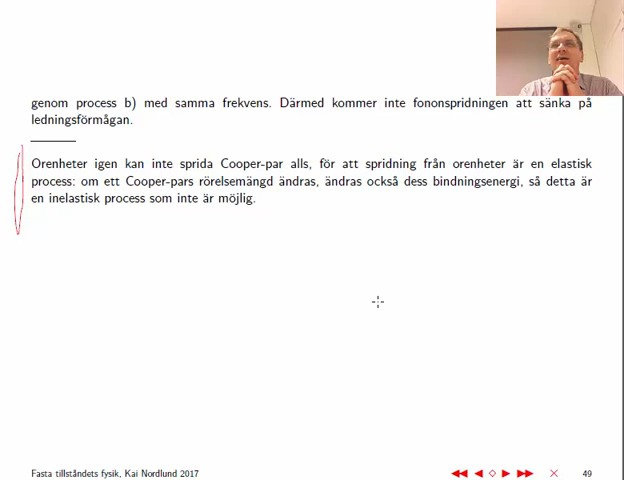 genom process b) med samma frekvens. Därmed kommer inte fononspridningen att sänka på
ledningsförmågan.
Orenheter igen kan inte sprida Cooper-par alls, för att spridning från orenheter är en elastisk
process: om ett Cooper-pars rörelsemängd ändras, ändras också dess bindningsenergi, så detta är
en inelastisk process som inte är möjlig.
Fasta tillståndets fysik, Kai Nordlund 2017
49